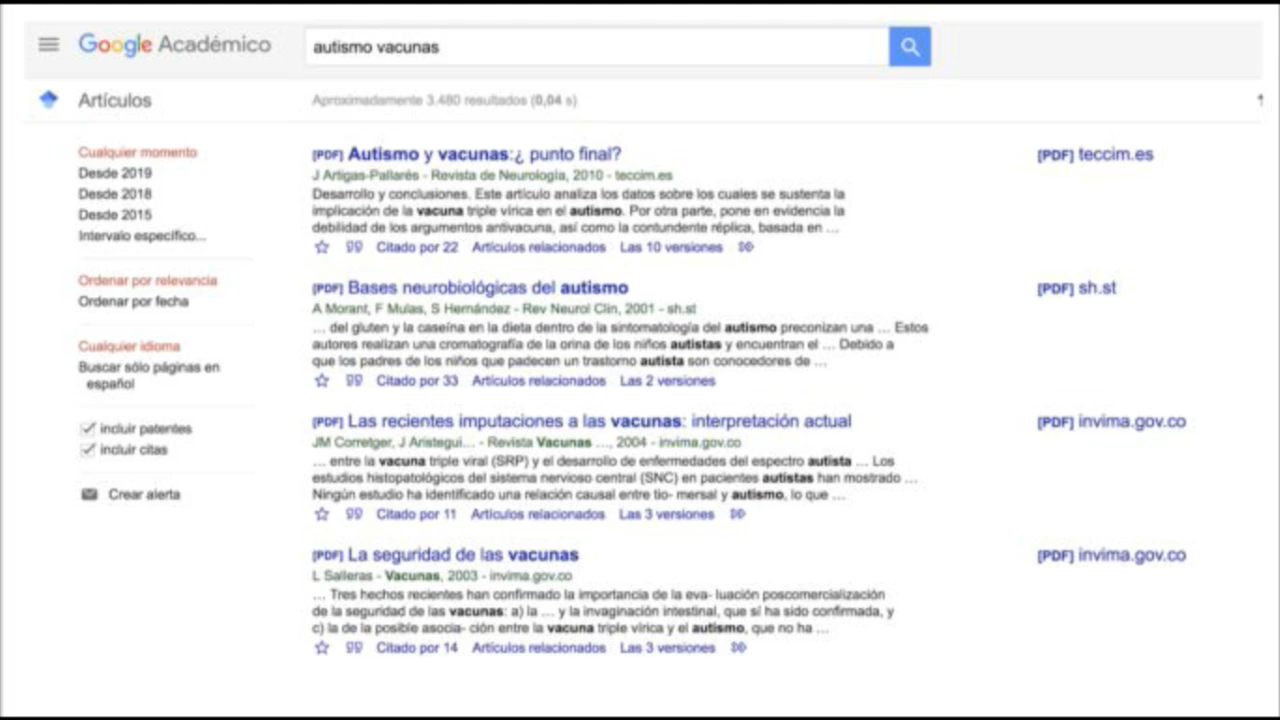 Google Académico
autismo vacunas
Artículos
Aproximadamente 3.480 resultados (0,04 s)
Cualquier momento
Desde 2019
Desde 2018
Desde 2015
Intervalo específico...
Ordenar por relevancia
Ordenar por fecha
Cualquier idioma
Buscar sólo páginas en
español
incluir patentes
incluir citas
Crear alerta
[PDF] Autismo y vacunas:¿ punto final?
J Artigas-Pallarés - Revista de Neurología, 2010 - teccim.es
Desarrollo y conclusiones. Este artículo analiza los datos sobre los cuales se sustenta la
implicación de la vacuna triple vírica en el autismo. Por otra parte, pone en evidencia la
debilidad de los argumentos antivacuna, así como la contundente réplica, basada en ...
Citado por 22 Artículos relacionados Las 10 versiones
[PDF] teccim.es
[PDF] Bases neurobiológicas del autismo
A Morant, F Mulas, S Hernández - Rev Neurol Clin, 2001 - sh.st
... del gluten y la caseína en la dieta dentro de la sintomatología del autismo preconizan una ... Estos
autores realizan una cromatografía de la orina de los niños autistas y encuentran el ... Debido a
que los padres de los niños que padecen un trastorno autista son conocedores de ...
Citado por 33 Artículos relacionados Las 2 versiones
[PDF] sh.st
[PDF] Las recientes imputaciones a las vacunas: interpretación actual
JM Corretger, J Arístegui... - Revista Vacunas ..., 2004 - invima.gov.co
... entre la vacuna triple viral (SRP) y el desarrollo de enfermedades del espectro autista ... Los
estudios histopatológicos del sistema nervioso central (SNC) en pacientes autistas han mostrado ...
Ningún estudio ha identificado una relación causal entre tio- mersal y autismo, lo que ...
Citado por 11 Artículos relacionados Las 3 versiones
[PDF] invima.gov.co
[PDF] La seguridad de las vacunas
L Salleras - Vacunas, 2003 - invima.gov.co
... Tres hechos recientes han confirmado la importancia de la eva- luación poscomercialización
de la seguridad de las vacunas: a) la ... y la invaginación intestinal, que sí ha sido confirmada, y
c) la de la posible asocia- ción entre la vacuna triple vírica y el autismo, que no ha ...
Citado por 14 Artículos relacionados Las 3 versiones
[PDF] invima.gov.co